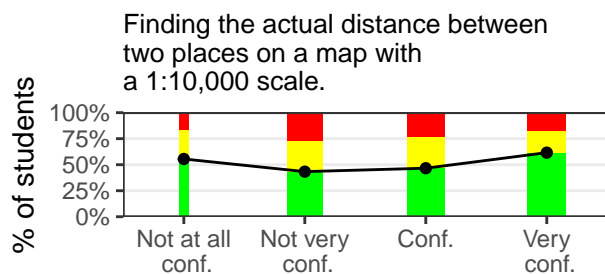 Finding the actual distance between
two places on a map with
a 1:10,000 scale.
% of students
100%
75%
50%
25%
0%
Not at all
conf.
Not very
conf.
Conf.
Very
conf.